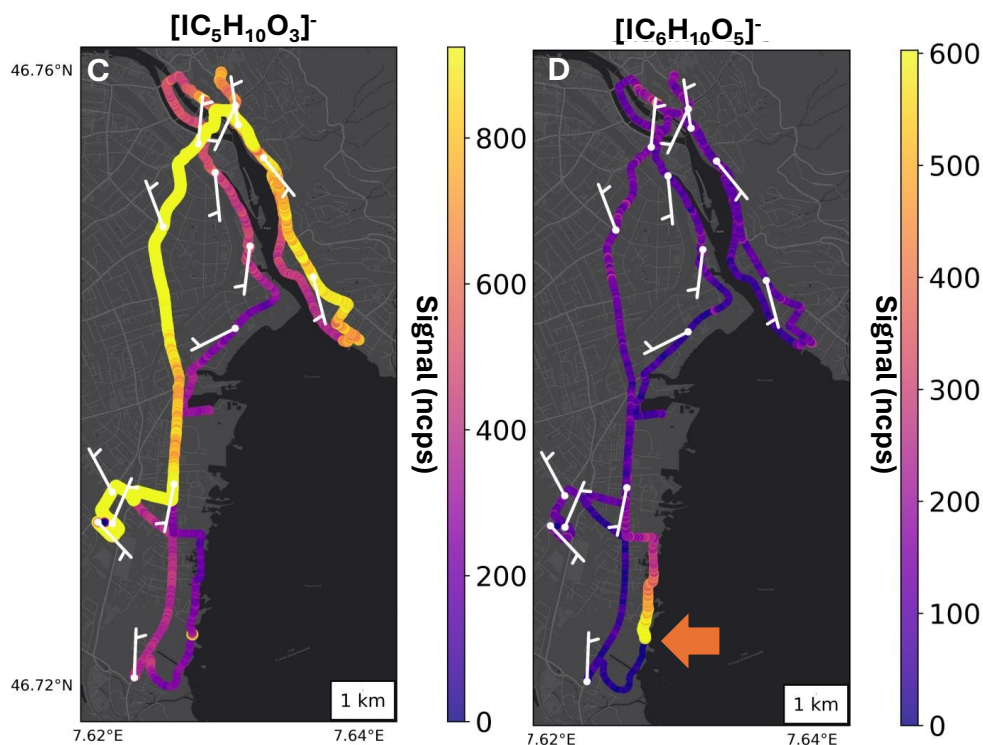 [IC₅H₁₀O₃]⁻
[IC₆H₁₀O₅]⁻
C
D
46.76°N
46.72°N
7.62°E
7.64°E
1 km
800
600
400
200
0
Signal (ncps)
7.62°E
7.64°E
1 km
600
500
400
300
200
100
0
Signal (ncps)